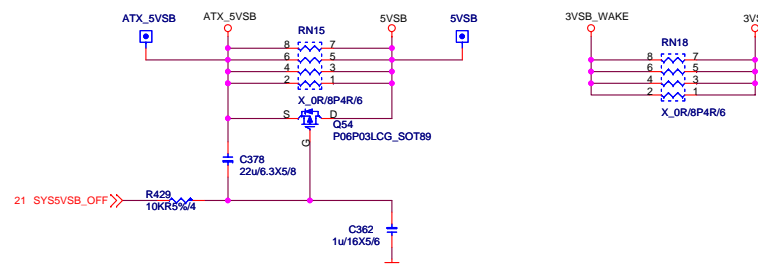 ATX_5VSB
ATX_5VSB
5VSB
5VSB
3VSB_WAKE
3V
RN15
RN18
8 7
6 5
4 3
2 1
8 7
6 5
4 3
2 1
X_0R/8P4R/6
X_0R/8P4R/6
S D
G
Q54
P06P03LCG_SOT89
C378
22u/6.3X5/8
21 SYS5VSB_OFF
R429
10KR5%/4
C362
1u/16X5/6